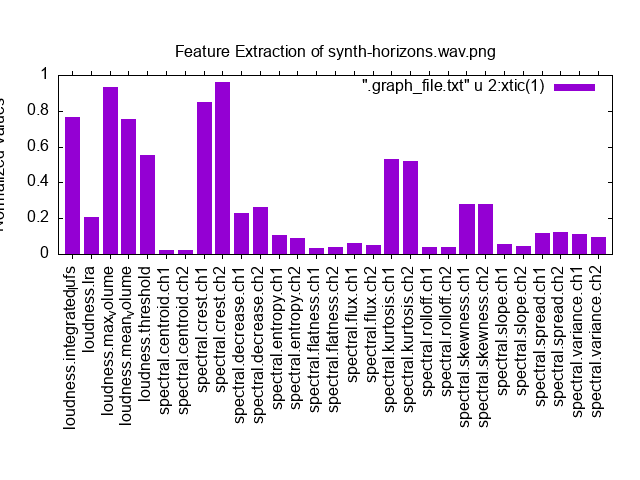 Feature Extraction of synth-horizons.wav.png
Normalized Values
".graph_file.txt" u 2:xtic(1)
1
0.8
0.6
0.4
0.2
0
loudness.integratedlufs
loudness.lra
loudness.maxvolume
loudness.meanvolume
loudness.threshold
spectral.centroid.ch1
spectral.centroid.ch2
spectral.crest.ch1
spectral.crest.ch2
spectral.decrease.ch1
spectral.decrease.ch2
spectral.entropy.ch1
spectral.entropy.ch2
spectral.flatness.ch1
spectral.flatness.ch2
spectral.flux.ch1
spectral.flux.ch2
spectral.kurtosis.ch1
spectral.kurtosis.ch2
spectral.rolloff.ch1
spectral.rolloff.ch2
spectral.skewness.ch1
spectral.skewness.ch2
spectral.slope.ch1
spectral.slope.ch2
spectral.spread.ch1
spectral.spread.ch2
spectral.variance.ch1
spectral.variance.ch2